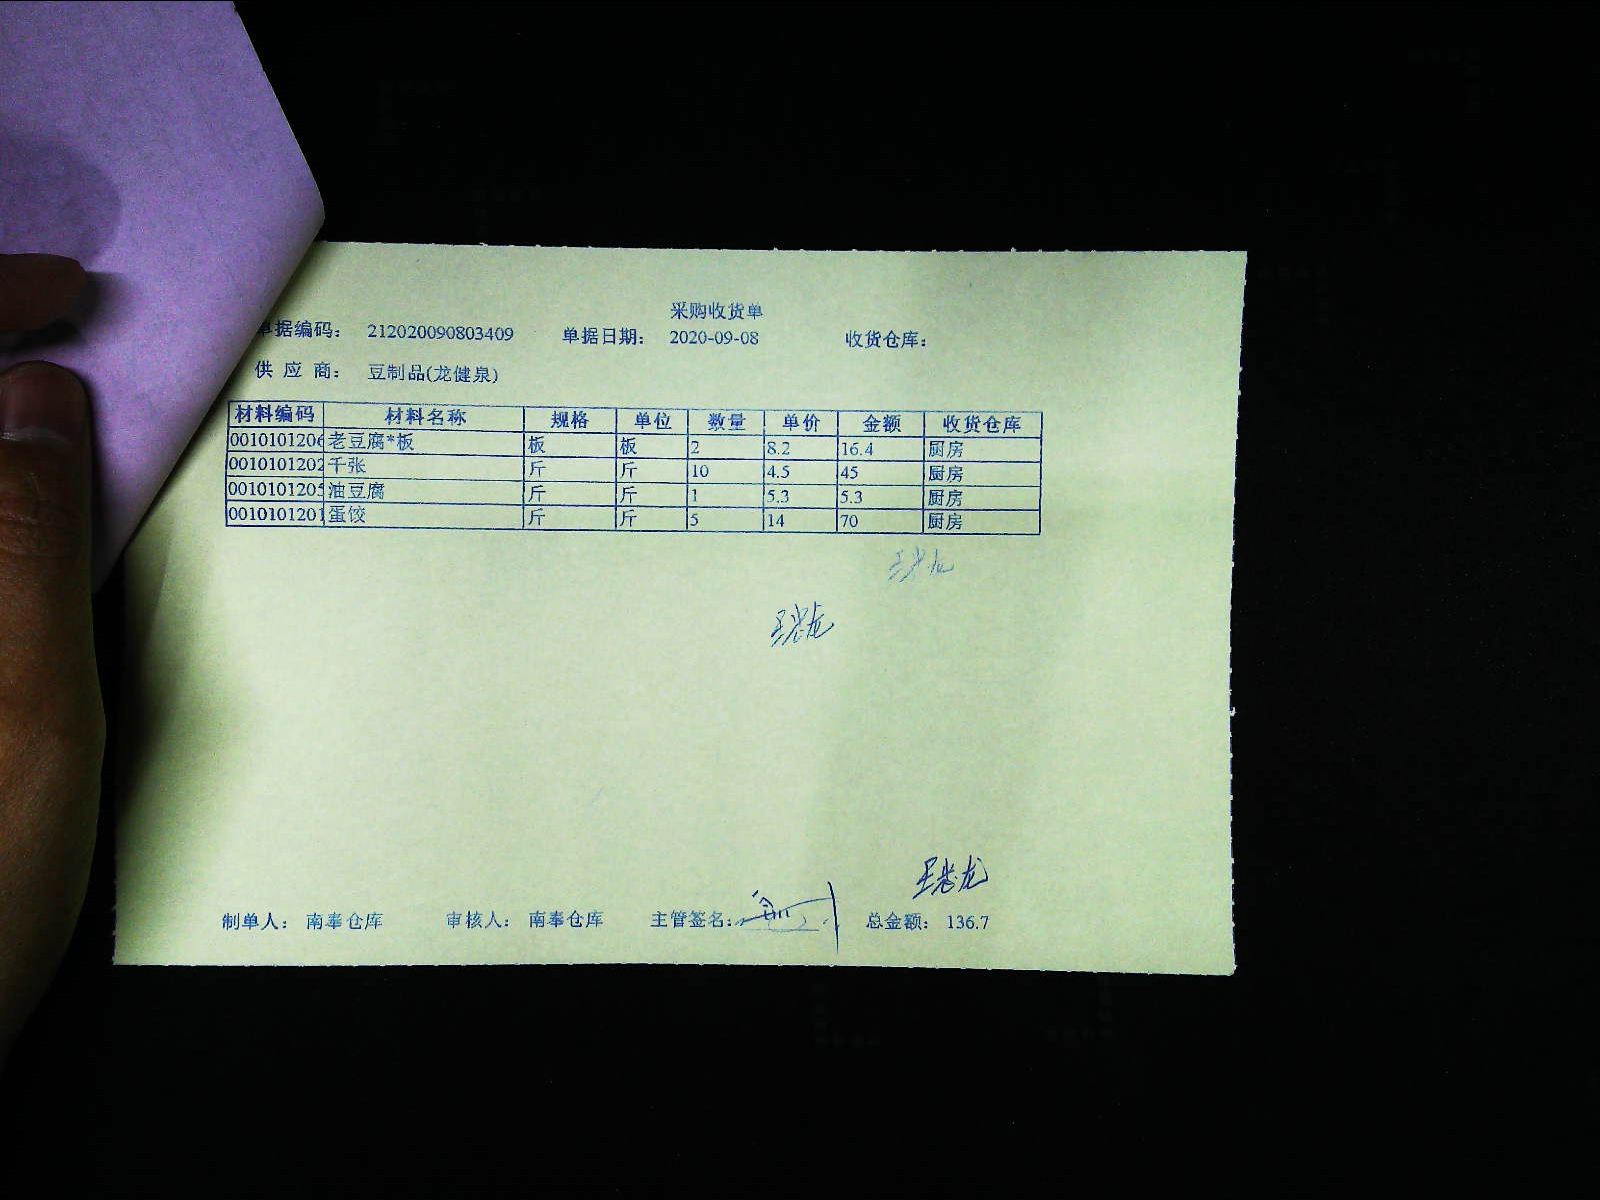 采购收货单
单据编码： 212020090803409 单据日期： 2020-09-08 收货仓库：
供 应 商： 豆制品(龙健泉)
材料编码 材料名称 规格 单位 数量 单价 金额 收货仓库
0010101206 老豆腐*板 板 板 2 8.2 16.4 厨房
0010101202 千张 斤 斤 10 4.5 45 厨房
0010101205 油豆腐 斤 斤 1 5.3 5.3 厨房
0010101201 蛋饺 斤 斤 5 14 70 厨房
制单人： 南奉仓库 审核人： 南奉仓库 主管签名： 总金额： 136.7